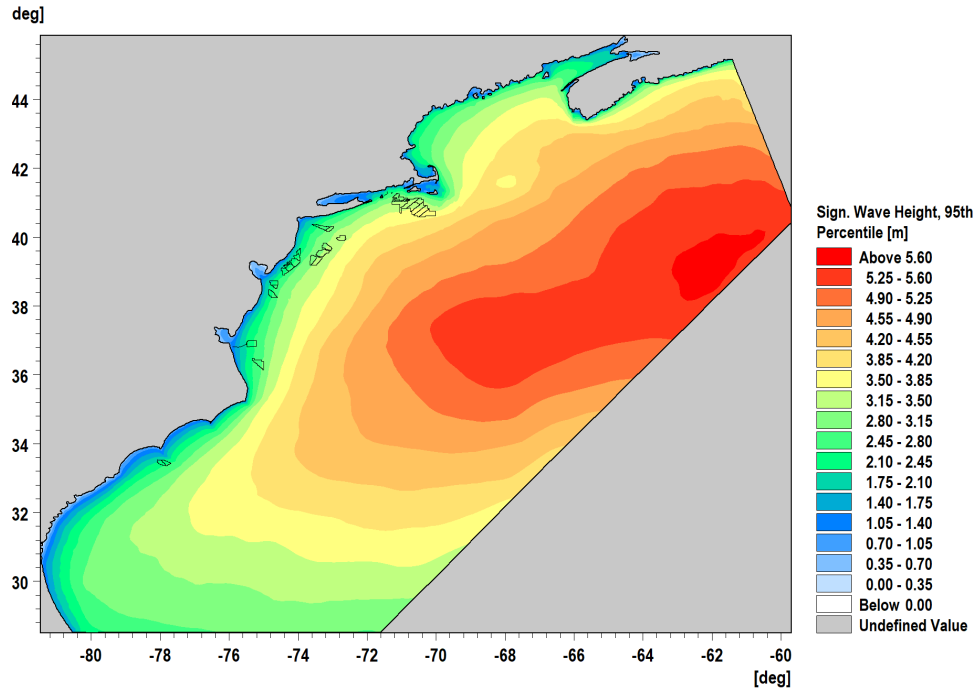 deg]
44
42
40
38
36
34
32
30
-80
-78
-76
-74
-72
-70
-68
-66
-64
-62
-60
[deg]
Sign. Wave Height, 95th
Percentile [m]
Above 5.60
5.25 - 5.60
4.90 - 5.25
4.55 - 4.90
4.20 - 4.55
3.85 - 4.20
3.50 - 3.85
3.15 - 3.50
2.80 - 3.15
2.45 - 2.80
2.10 - 2.45
1.75 - 2.10
1.40 - 1.75
1.05 - 1.40
0.70 - 1.05
0.35 - 0.70
0.00 - 0.35
Below 0.00
Undefined Value